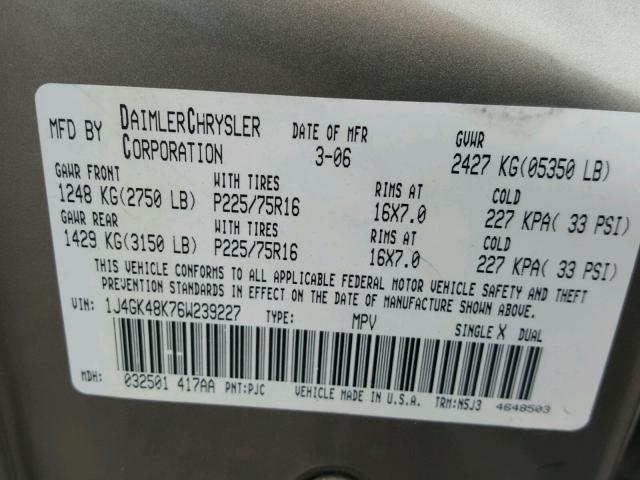 MFD BY DAIMLERCHRYSLER CORPORATION DATE OF MFR 3-06 GVWR 2427 KG(05350 LB)
GAWR FRONT WITH TIRES RIMS AT COLD
1248 KG(2750 LB) P225/75R16 16X7.0 227 KPA( 33 PSI)
GAWR REAR WITH TIRES RIMS AT COLD
1429 KG(3150 LB) P225/75R16 16X7.0 227 KPA( 33 PSI)
THIS VEHICLE CONFORMS TO ALL APPLICABLE FEDERAL MOTOR VEHICLE SAFETY AND THEFT
PREVENTION STANDARDS IN EFFECT ON THE DATE OF MANUFACTURE SHOWN ABOVE.
VIN: 1J4GK48K76W239227 TYPE: MPV SINGLE X DUAL
MDH: 032501 417AA PNT:PJC VEHICLE MADE IN U.S.A. TRM:N5J3 4648503